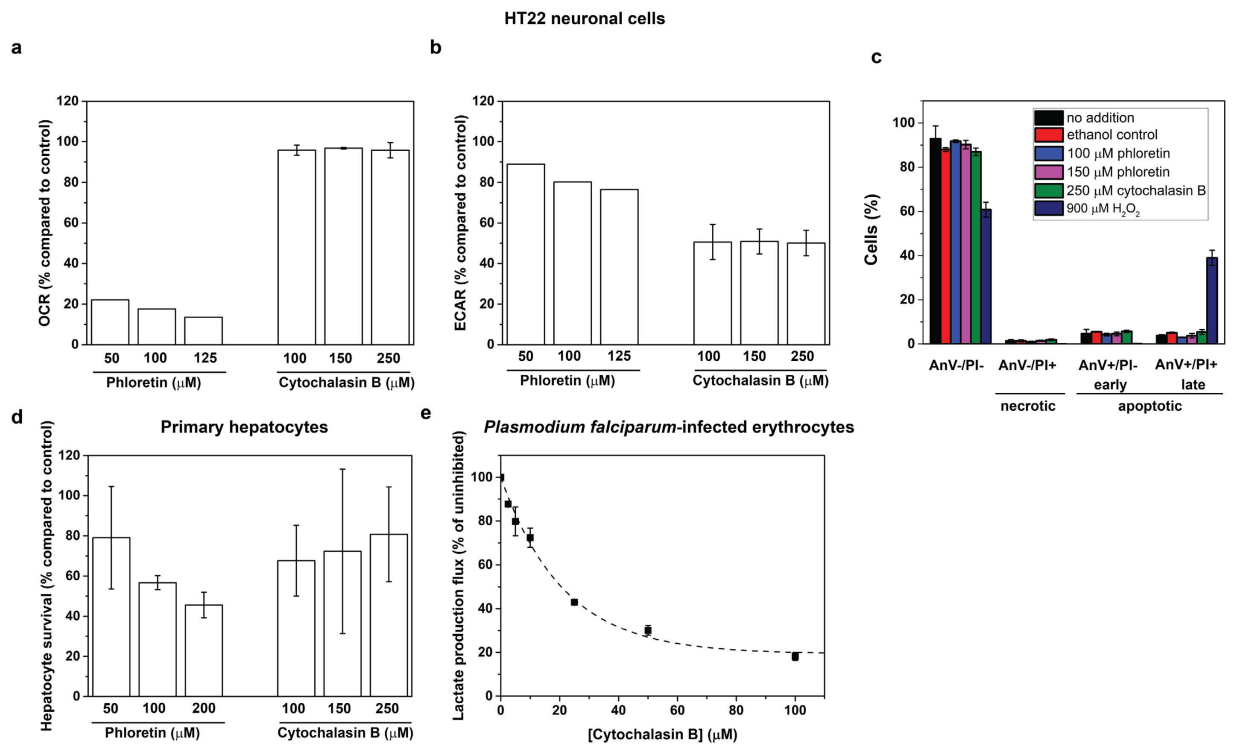 HT22 neuronal cells
a
OCR (% compared to control)
120
100
80
60
40
20
0
50 100 125
Phloretin (μM)
100 150 250
Cytochalasin B (μM)
b
ECAR (% compared to control)
120
100
80
60
40
20
0
50 100 125
Phloretin (μM)
100 150 250
Cytochalasin B (μM)
c
Cells (%)
100
80
60
40
20
0
no addition
ethanol control
100 μM phloretin
150 μM phloretin
250 μM cytochalasin B
900 μM H₂O₂
AnV-/PI- AnV-/PI+ AnV+/PI- AnV+/PI+
early late
necrotic apoptotic
d
Primary hepatocytes
Hepatocyte survival (% compared to control)
120
100
80
60
40
20
0
50 100 200
Phloretin (μM)
100 150 250
Cytochalasin B (μM)
e
Plasmodium falciparum-infected erythrocytes
Lactate production flux (% of uninhibited)
100
80
60
40
20
0
0 20 40 60 80 100
[Cytochalasin B] (μM)